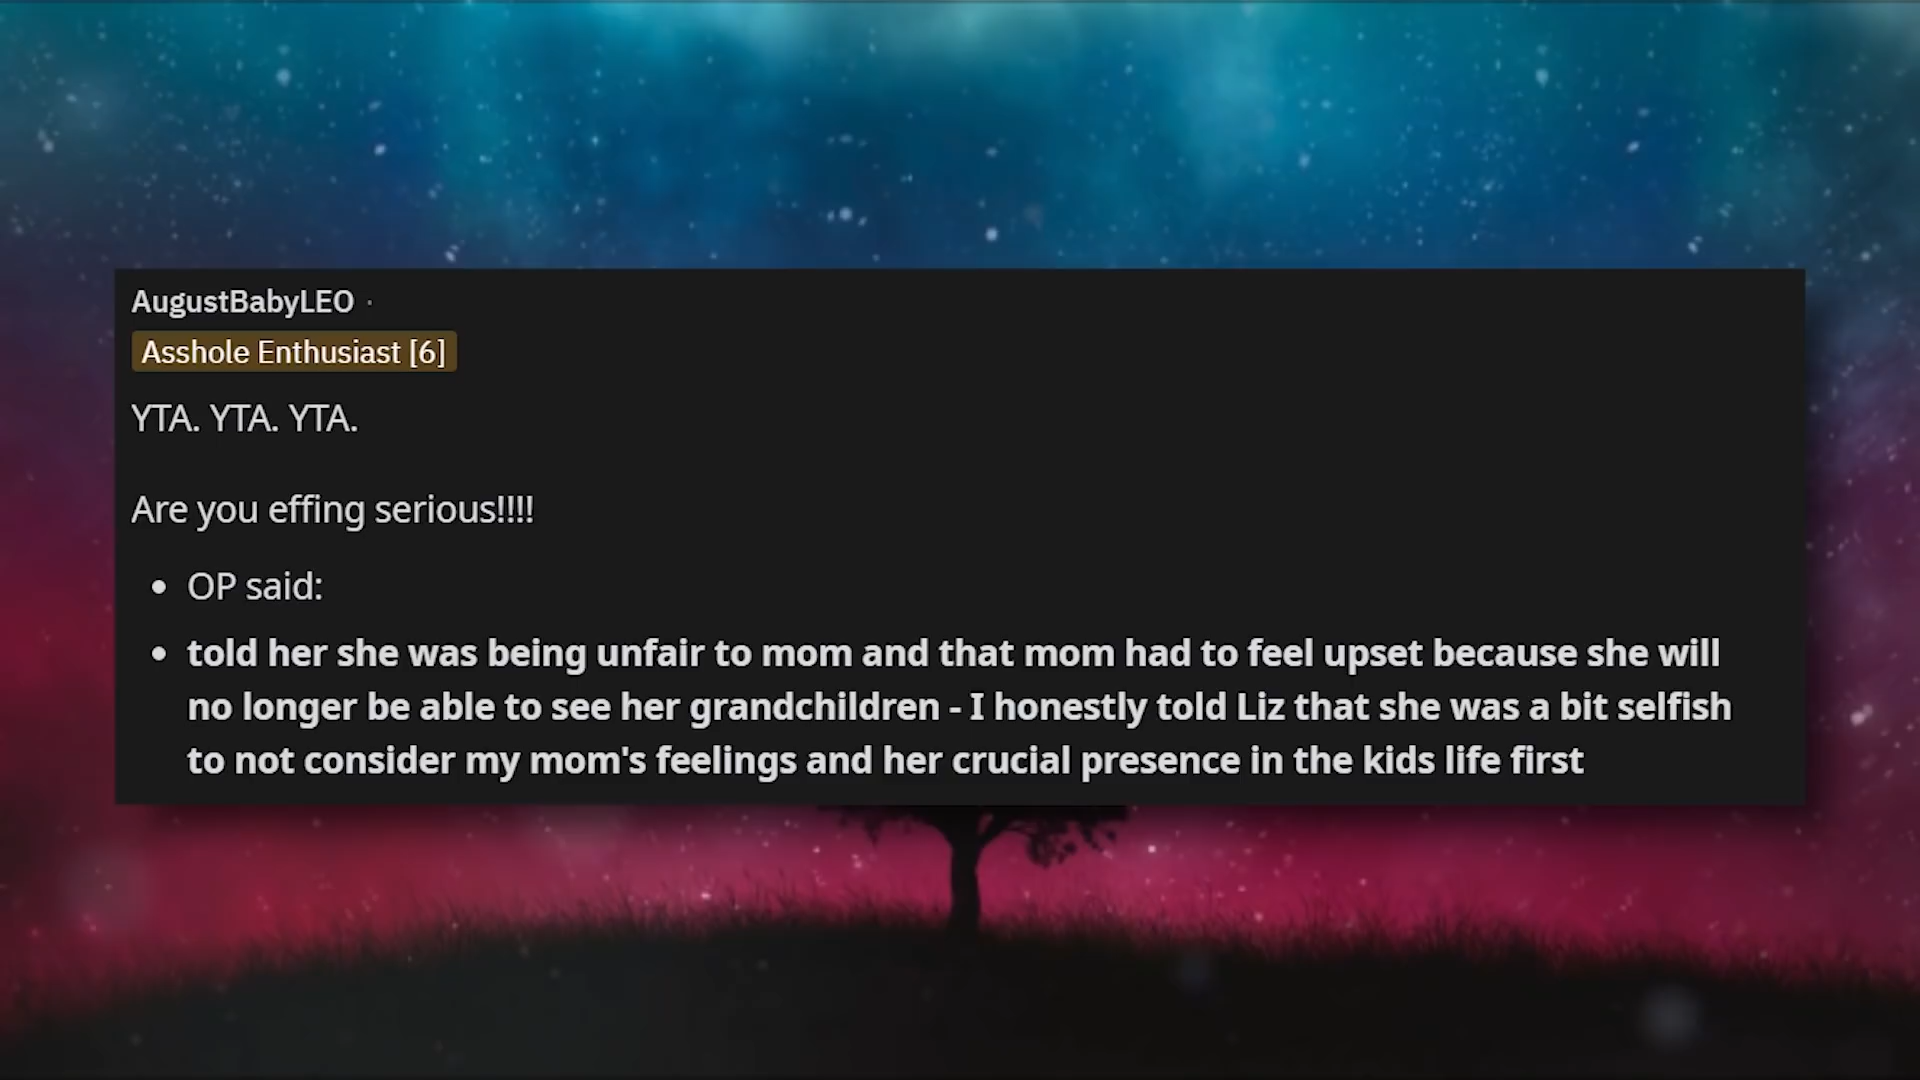 AugustBabyLEO ·
Asshole Enthusiast [6]
YTA. YTA. YTA.
Are you effing serious!!!!
• OP said:
• told her she was being unfair to mom and that mom had to feel upset because she will
no longer be able to see her grandchildren - I honestly told Liz that she was a bit selfish
to not consider my mom's feelings and her crucial presence in the kids life first